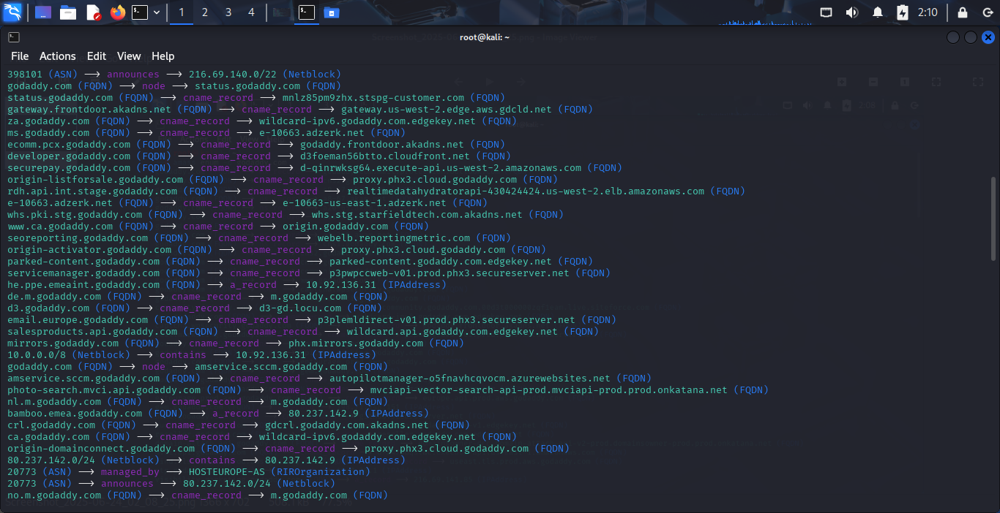 1 2 3 4 2:10
root@kali: ~
File Actions Edit View Help
398101 (ASN) ⟶ announces ⟶ 216.69.140.0/22 (Netblock)
godaddy.com (FQDN) ⟶ node ⟶ status.godaddy.com (FQDN)
status.godaddy.com (FQDN) ⟶ cname_record ⟶ mnlz85pm9zhx.stspg-customer.com (FQDN)
gateway.frontdoor.akadns.net (FQDN) ⟶ cname_record ⟶ gateway.us-west-2.edge.aws.gdcld.net (FQDN)
za.godaddy.com (FQDN) ⟶ cname_record ⟶ wildcard-ipv6.godaddy.com.edgekey.net (FQDN)
ms.godaddy.com (FQDN) ⟶ cname_record ⟶ e-10663.adzerk.net (FQDN)
ecomm.pcx.godaddy.com (FQDN) ⟶ cname_record ⟶ godaddy.frontdoor.akadns.net (FQDN)
developer.godaddy.com (FQDN) ⟶ cname_record ⟶ d3foeman56btto.cloudfront.net (FQDN)
securepay.godaddy.com (FQDN) ⟶ cname_record ⟶ d-qinrwksg64.execute-api.us-west-2.amazonaws.com (FQDN)
origin-listforsale.godaddy.com (FQDN) ⟶ cname_record ⟶ proxy.phx3.cloud.godaddy.com (FQDN)
rdh.api.int.stage.godaddy.com (FQDN) ⟶ cname_record ⟶ realtimedatahydratorapi-430424424.us-west-2.elb.amazonaws.com (FQDN)
e-10663.adzerk.net (FQDN) ⟶ cname_record ⟶ e-10663-us-east-1.adzerk.net (FQDN)
whs.pki.stg.godaddy.com (FQDN) ⟶ cname_record ⟶ whs.stg.starfieldtech.com.akadns.net (FQDN)
www.ca.godaddy.com (FQDN) ⟶ cname_record ⟶ origin.godaddy.com (FQDN)
seoreporting.godaddy.com (FQDN) ⟶ cname_record ⟶ webelb.reportingmetric.com (FQDN)
origin-activator.godaddy.com (FQDN) ⟶ cname_record ⟶ proxy.phx3.cloud.godaddy.com (FQDN)
parked-content.godaddy.com (FQDN) ⟶ cname_record ⟶ parked-content.godaddy.com.edgekey.net (FQDN)
servicemanager.godaddy.com (FQDN) ⟶ cname_record ⟶ p3pwpccweb-v01.prod.phx3.secureserver.net (FQDN)
he.ppe.emeaint.godaddy.com (FQDN) ⟶ a_record ⟶ 10.92.136.31 (IPAddress)
de.m.godaddy.com (FQDN) ⟶ cname_record ⟶ m.godaddy.com (FQDN)
d3.godaddy.com (FQDN) ⟶ cname_record ⟶ d3-gd.locu.com (FQDN)
email.europe.godaddy.com (FQDN) ⟶ cname_record ⟶ p3plemldirect-v01.prod.phx3.secureserver.net (FQDN)
salesproducts.api.godaddy.com (FQDN) ⟶ cname_record ⟶ wildcard.api.godaddy.com.edgekey.net (FQDN)
mirrors.godaddy.com (FQDN) ⟶ cname_record ⟶ phx.mirrors.godaddy.com (FQDN)
10.0.0.0/8 (Netblock) ⟶ contains ⟶ 10.92.136.31 (IPAddress)
godaddy.com (FQDN) ⟶ node ⟶ amservice.sccm.godaddy.com (FQDN)
amservice.sccm.godaddy.com (FQDN) ⟶ cname_record ⟶ autopilotmanager-o5fnavhcqvocm.azurewebsites.net (FQDN)
photo-search.mvci.api.godaddy.com (FQDN) ⟶ cname_record ⟶ mvciapi-vector-search-api-prod.mvciapi-prod.prod.onkatana.net (FQDN)
nl.m.godaddy.com (FQDN) ⟶ cname_record ⟶ m.godaddy.com (FQDN)
bamboo.emea.godaddy.com (FQDN) ⟶ a_record ⟶ 80.237.142.9 (IPAddress)
crl.godaddy.com (FQDN) ⟶ cname_record ⟶ gdcrl.godaddy.com.akadns.net (FQDN)
ca.godaddy.com (FQDN) ⟶ cname_record ⟶ wildcard-ipv6.godaddy.com.edgekey.net (FQDN)
origin-domainconnect.godaddy.com (FQDN) ⟶ cname_record ⟶ proxy.phx3.cloud.godaddy.com (FQDN)
80.237.142.0/24 (Netblock) ⟶ contains ⟶ 80.237.142.9 (IPAddress)
20773 (ASN) ⟶ managed_by ⟶ HOSTEUROPE-AS (RIROrganization)
20773 (ASN) ⟶ announces ⟶ 80.237.142.0/24 (Netblock)
no.m.godaddy.com (FQDN) ⟶ cname_record ⟶ m.godaddy.com (FQDN)